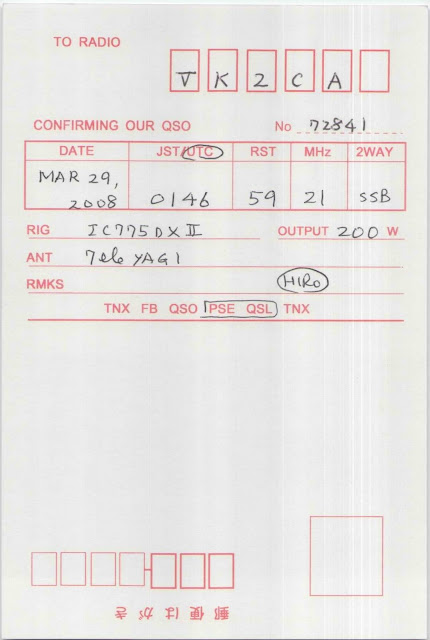 TO RADIO
JK2CA
CONFIRMING OUR QSO No 72841
DATE JST/UTC RST MHz 2WAY
MAR 29,
2008 0146 59 21 SSB
RIG IC775DXII OUTPUT 200 W
ANT 7ele YAGI
RMKS HIRO
TNX FB QSO PSE QSL TNX
郵便はがき